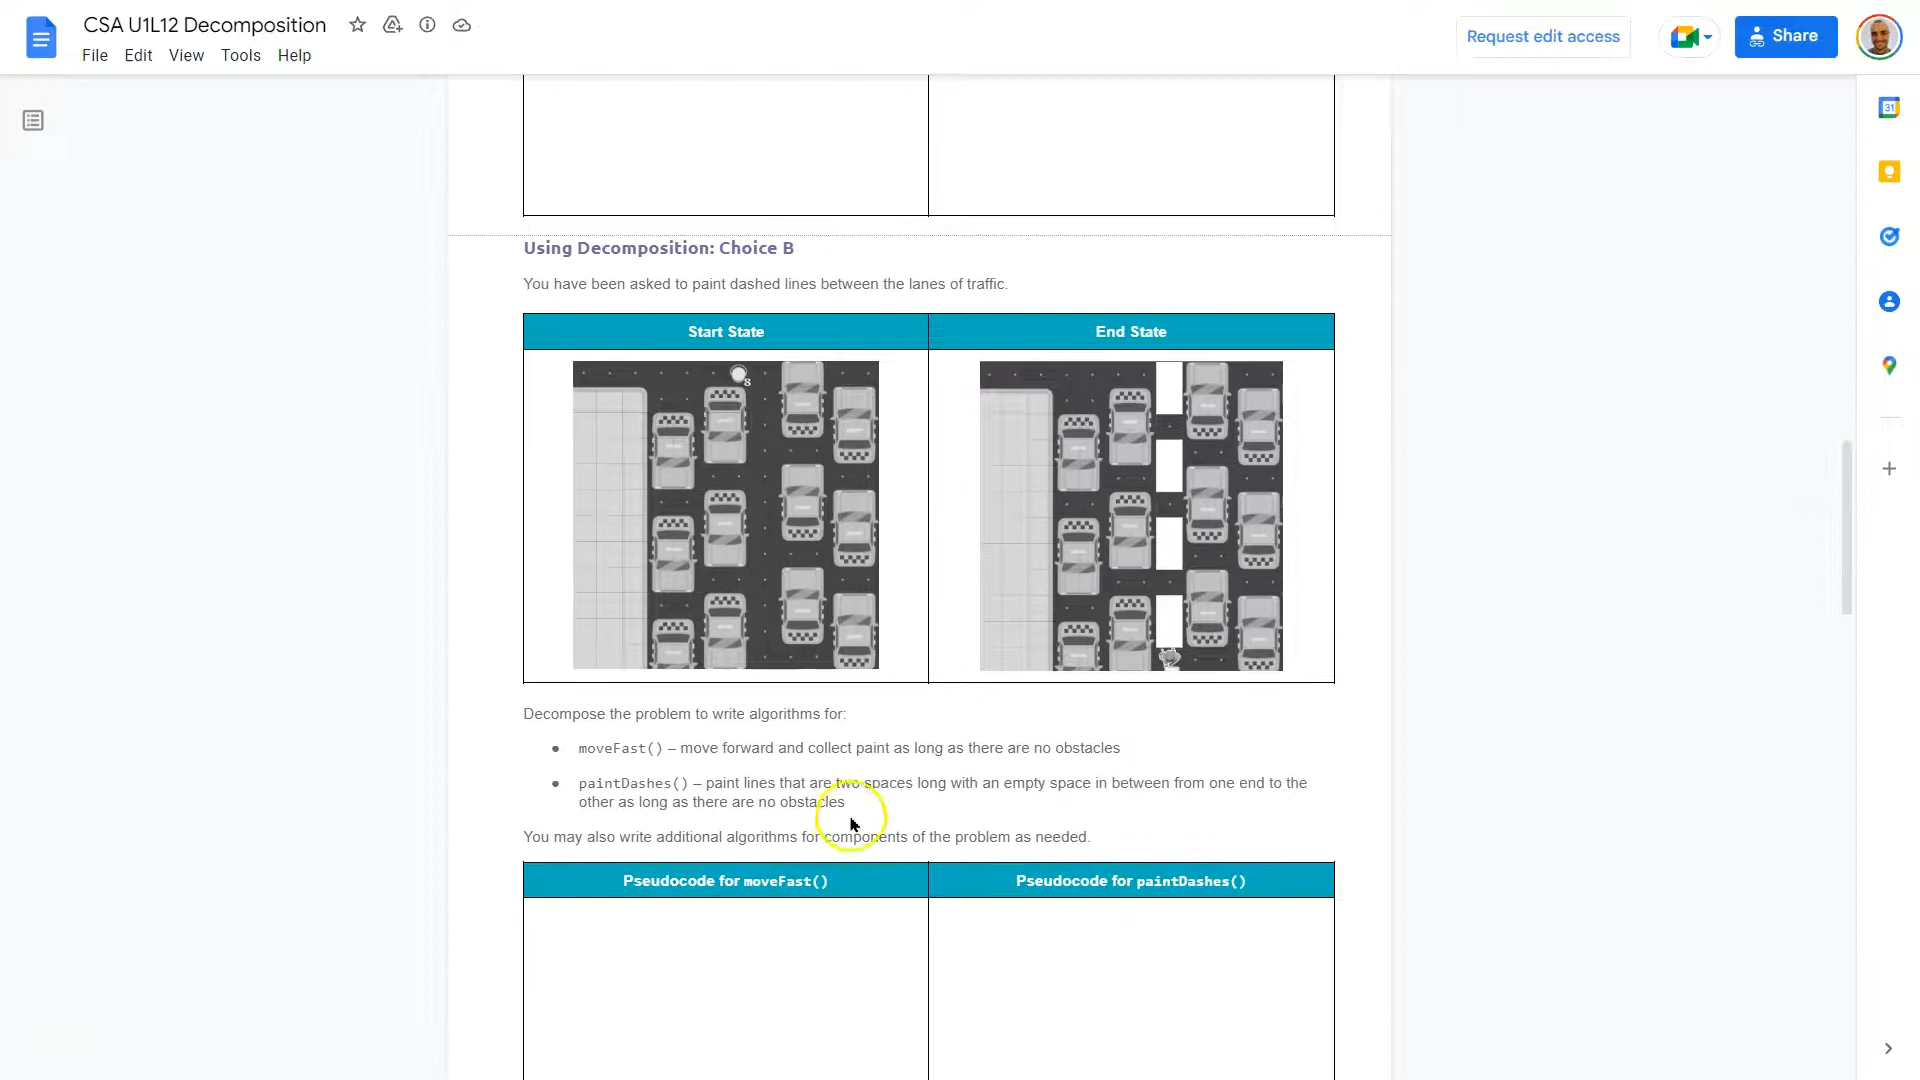 CSA U1L12 Decomposition
File Edit View Tools Help
Request edit access
Share
31
Using Decomposition: Choice B
You have been asked to paint dashed lines between the lanes of traffic.
Start State
End State
8
Decompose the problem to write algorithms for:
● moveFast() – move forward and collect paint as long as there are no obstacles
● paintDashes() – paint lines that are two spaces long with an empty space in between from one end to the
other as long as there are no obstacles
You may also write additional algorithms for components of the problem as needed.
Pseudocode for moveFast()
Pseudocode for paintDashes()